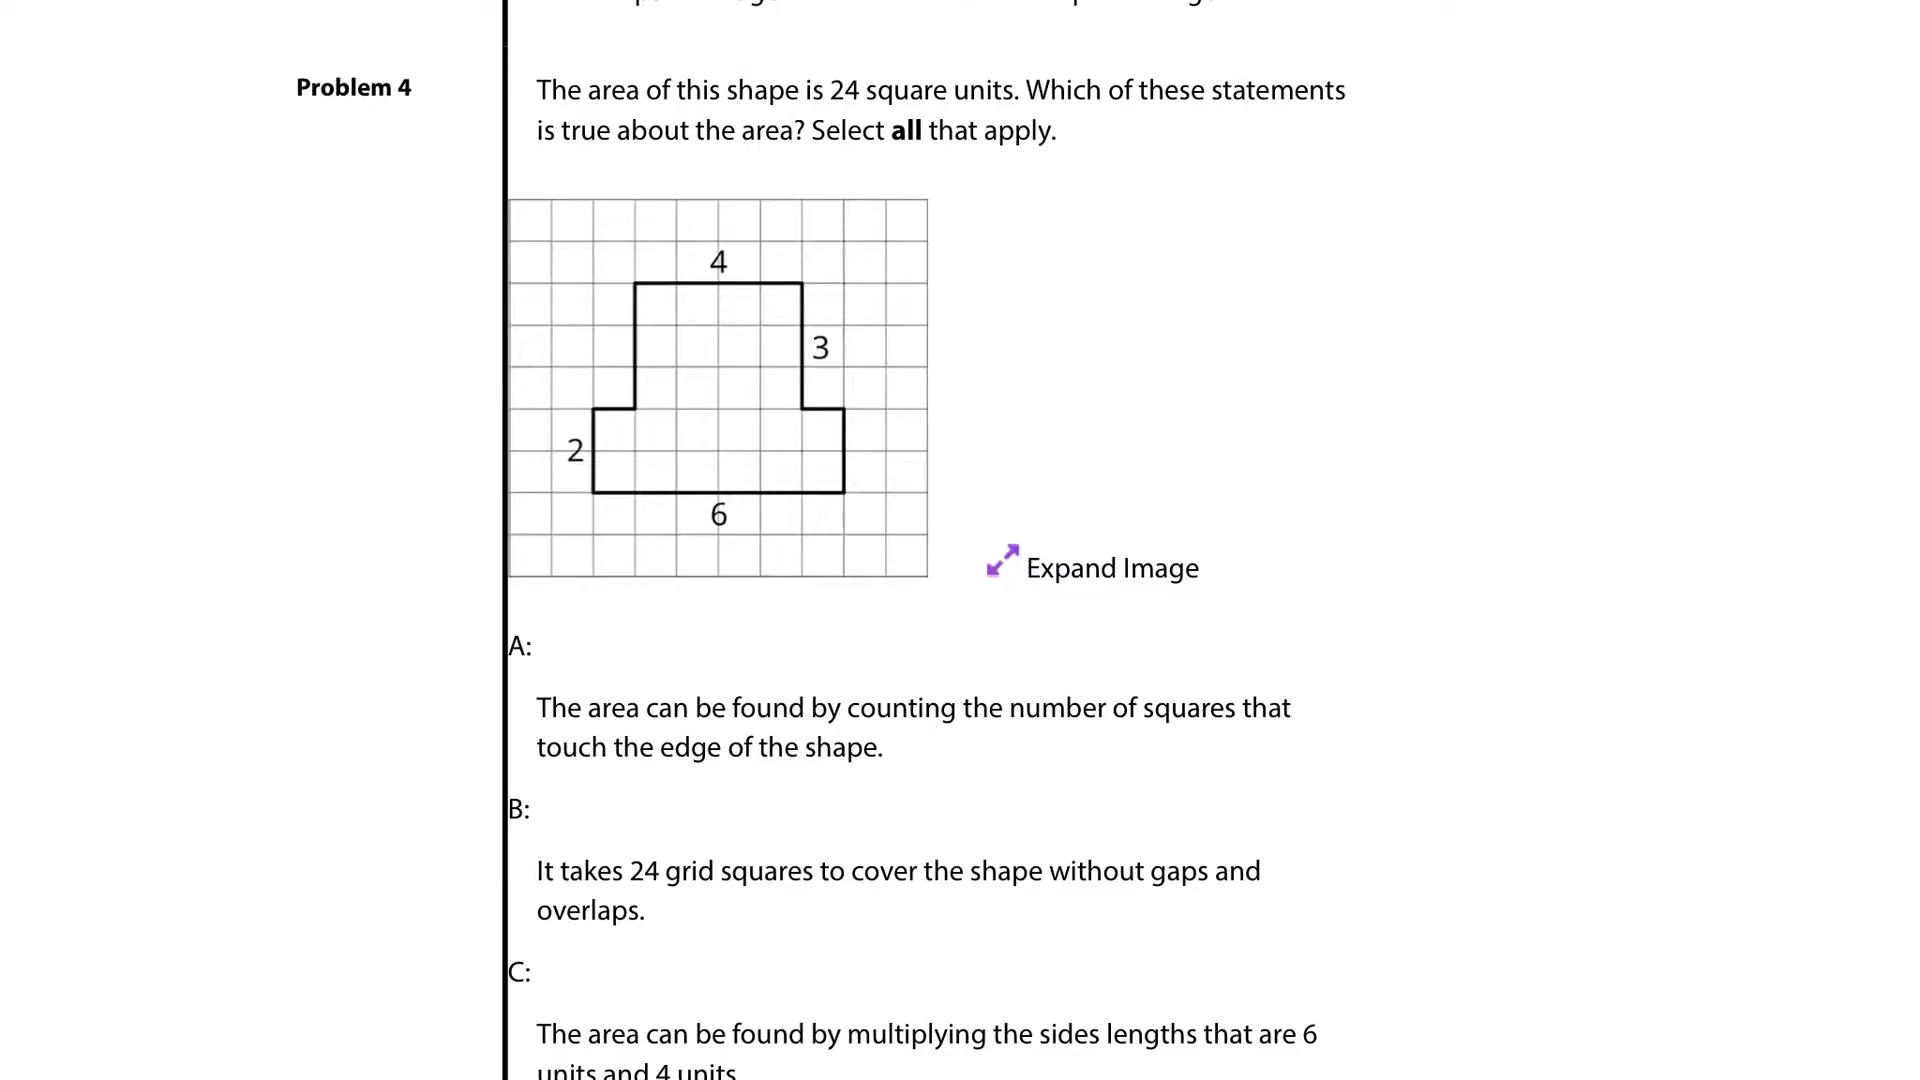 Problem 4
The area of this shape is 24 square units. Which of these statements
is true about the area? Select all that apply.
4
3
2
6
Expand Image
A:
The area can be found by counting the number of squares that
touch the edge of the shape.
B:
It takes 24 grid squares to cover the shape without gaps and
overlaps.
C:
The area can be found by multiplying the sides lengths that are 6
units and 4 units.